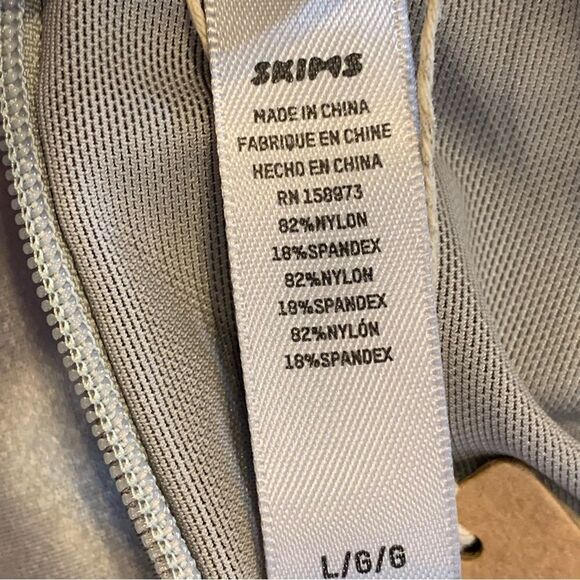 SKIMS
MADE IN CHINA
FABRIQUE EN CHINE
HECHO EN CHINA
RN 158973
82%NYLON
18%SPANDEX
82%NYLON
18%SPANDEX
82%NYLÓN
18%SPANDEX
L/G/G